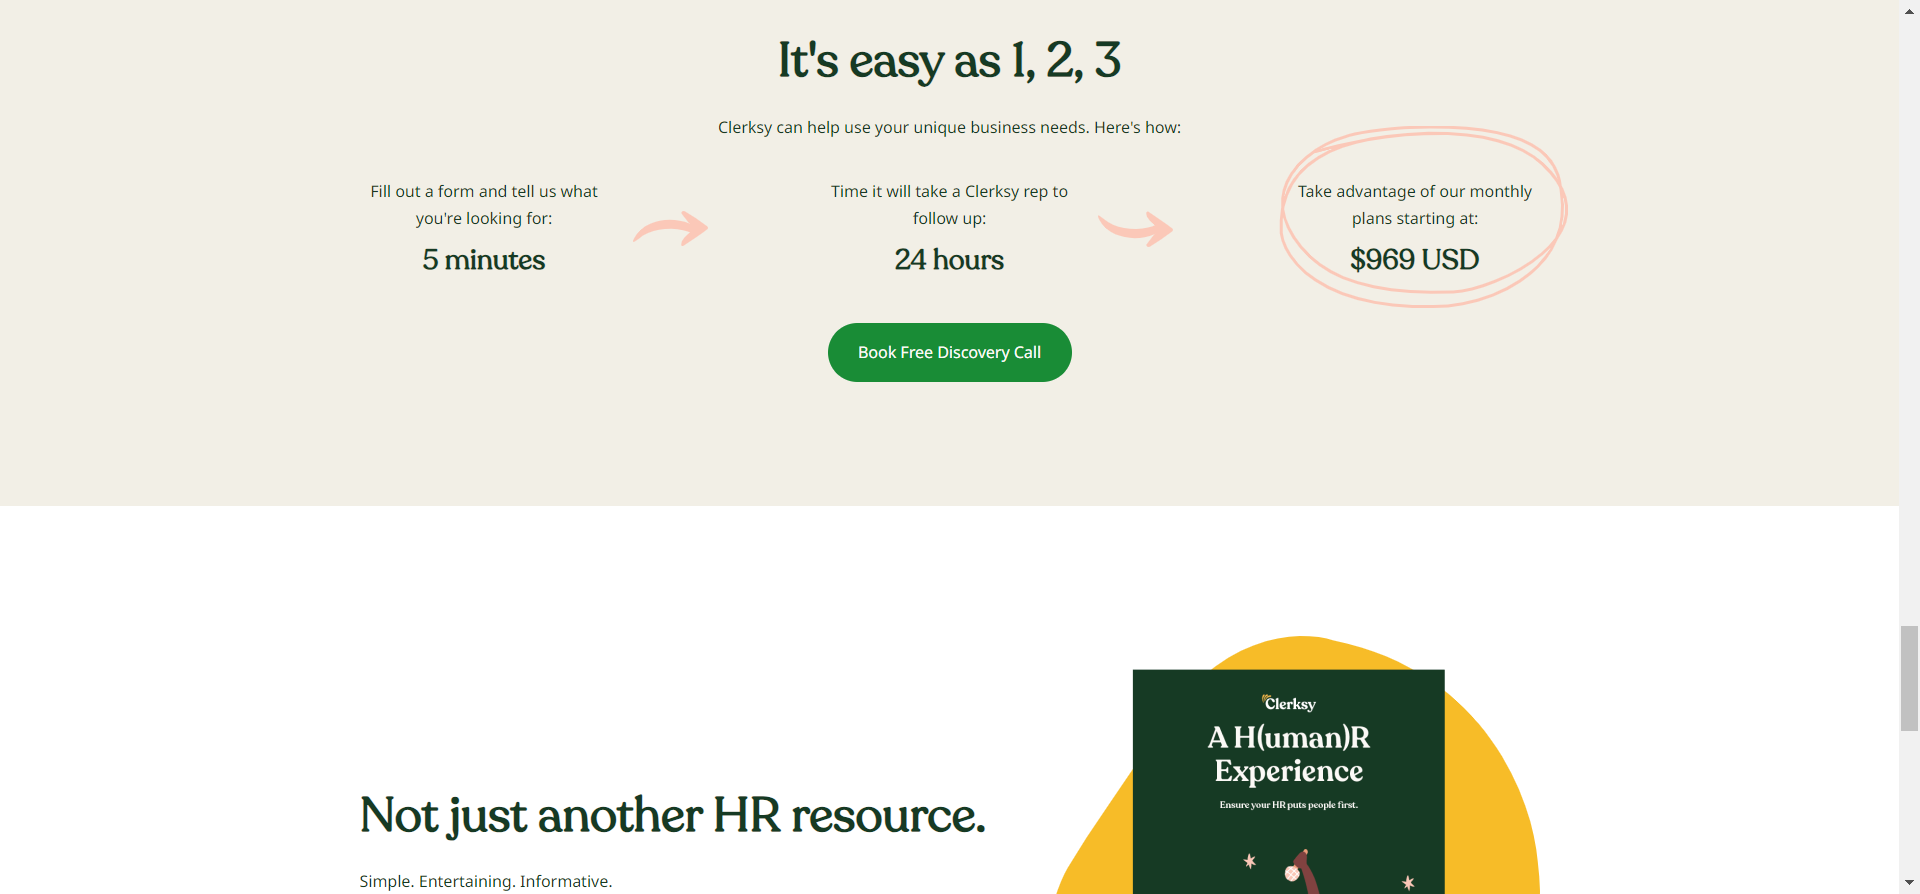 It's easy as 1, 2, 3
Clerksy can help use your unique business needs. Here's how:
Fill out a form and tell us what
you're looking for:
5 minutes
Time it will take a Clerksy rep to
follow up:
24 hours
Take advantage of our monthly
plans starting at:
$969 USD
Book Free Discovery Call
Not just another HR resource.
Simple. Entertaining. Informative.
Clerksy
A H(uman)R
Experience
Ensure your HR puts people first.